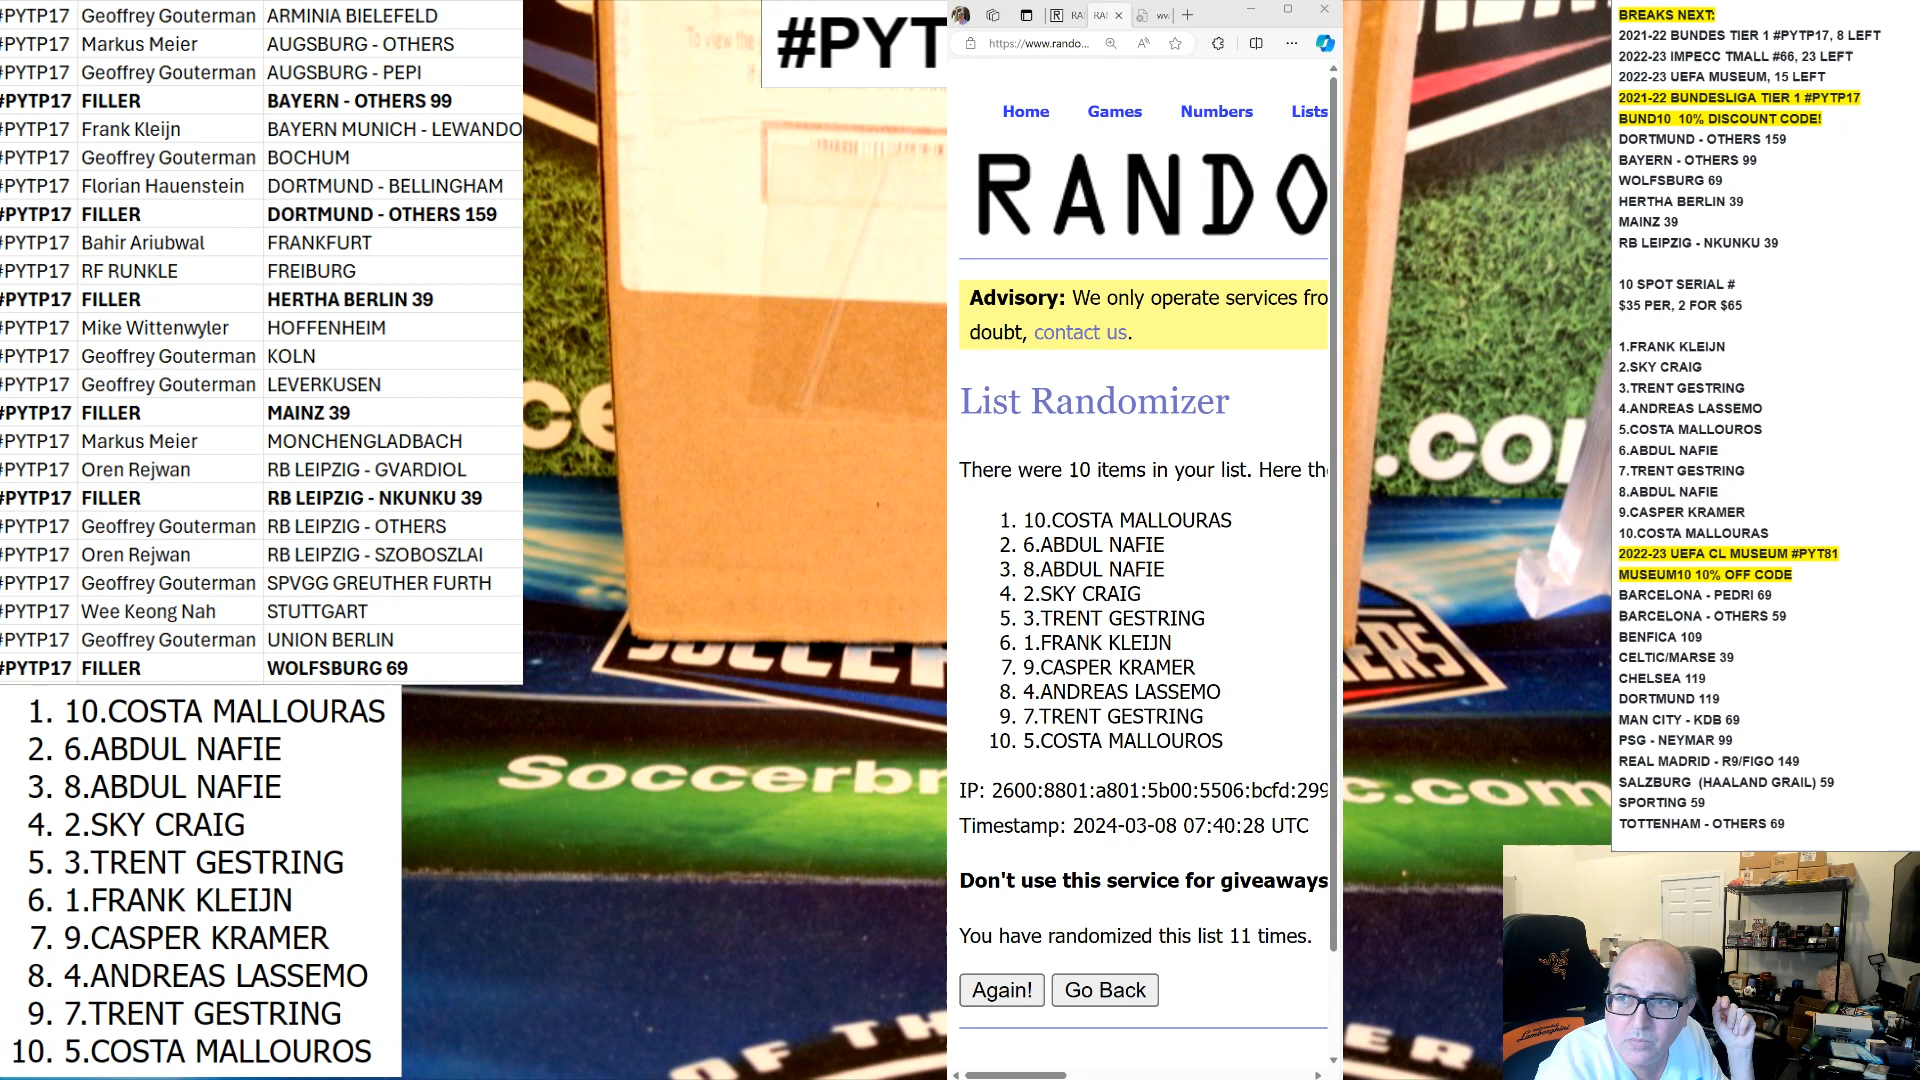 #PYTP17 Geoffrey Gouterman ARMINIA BIELEFELD
#PYTP17 Markus Meier AUGSBURG - OTHERS
#PYTP17 Geoffrey Gouterman AUGSBURG - PEPI
#PYTP17 FILLER BAYERN - OTHERS 99
#PYTP17 Frank Kleijn BAYERN MUNICH - LEWANDO
#PYTP17 Geoffrey Gouterman BOCHUM
#PYTP17 Florian Hauenstein DORTMUND - BELLINGHAM
#PYTP17 FILLER DORTMUND - OTHERS 159
#PYTP17 Bahir Ariubwal FRANKFURT
#PYTP17 RF RUNKLE FREIBURG
#PYTP17 FILLER HERTHA BERLIN 39
#PYTP17 Mike Wittenwyler HOFFENHEIM
#PYTP17 Geoffrey Gouterman KOLN
#PYTP17 Geoffrey Gouterman LEVERKUSEN
#PYTP17 FILLER MAINZ 39
#PYTP17 Markus Meier MONCHENGLADBACH
#PYTP17 Oren Rejwan RB LEIPZIG - GVARDIOL
#PYTP17 FILLER RB LEIPZIG - NKUNKU 39
#PYTP17 Geoffrey Gouterman RB LEIPZIG - OTHERS
#PYTP17 Oren Rejwan RB LEIPZIG - SZOBOSZLAI
#PYTP17 Geoffrey Gouterman SPVGG GREUTHER FURTH
#PYTP17 Wee Keong Nah STUTTGART
#PYTP17 Geoffrey Gouterman UNION BERLIN
#PYTP17 FILLER WOLFSBURG 69
1. 10.COSTA MALLOURAS
2. 6.ABDUL NAFIE
3. 8.ABDUL NAFIE
4. 2.SKY CRAIG
5. 3.TRENT GESTRING
6. 1.FRANK KLEIJN
7. 9.CASPER KRAMER
8. 4.ANDREAS LASSEMO
9. 7.TRENT GESTRING
10. 5.COSTA MALLOUROS
To view the
#PYT
SOCCER
Soccerbr
OF TH
RA
RAI
https://www.rando...
Home Games Numbers Lists
RANDO
Advisory: We only operate services fro
doubt, contact us.
List Randomizer
There were 10 items in your list. Here the
1. 10.COSTA MALLOURAS
2. 6.ABDUL NAFIE
3. 8.ABDUL NAFIE
4. 2.SKY CRAIG
5. 3.TRENT GESTRING
6. 1.FRANK KLEIJN
7. 9.CASPER KRAMER
8. 4.ANDREAS LASSEMO
9. 7.TRENT GESTRING
10. 5.COSTA MALLOUROS
IP: 2600:8801:a801:5b00:5506:bcfd:299
Timestamp: 2024-03-08 07:40:28 UTC
Don't use this service for giveaways
You have randomized this list 11 times.
Again! Go Back
.co
ERS
c.com
ER
BREAKS NEXT:
2021-22 BUNDES TIER 1 #PYTP17, 8 LEFT
2022-23 IMPECC TMALL #66, 23 LEFT
2022-23 UEFA MUSEUM, 15 LEFT
2021-22 BUNDESLIGA TIER 1 #PYTP17
BUND10 10% DISCOUNT CODE!
DORTMUND - OTHERS 159
BAYERN - OTHERS 99
WOLFSBURG 69
HERTHA BERLIN 39
MAINZ 39
RB LEIPZIG - NKUNKU 39
10 SPOT SERIAL #
$35 PER, 2 FOR $65
1.FRANK KLEIJN
2.SKY CRAIG
3.TRENT GESTRING
4.ANDREAS LASSEMO
5.COSTA MALLOUROS
6.ABDUL NAFIE
7.TRENT GESTRING
8.ABDUL NAFIE
9.CASPER KRAMER
10.COSTA MALLOURAS
2022-23 UEFA CL MUSEUM #PYT81
MUSEUM10 10% OFF CODE
BARCELONA - PEDRI 69
BARCELONA - OTHERS 59
BENFICA 109
CELTIC/MARSE 39
CHELSEA 119
DORTMUND 119
MAN CITY - KDB 69
PSG - NEYMAR 99
REAL MADRID - R9/FIGO 149
SALZBURG (HAALAND GRAIL) 59
SPORTING 59
TOTTENHAM - OTHERS 69